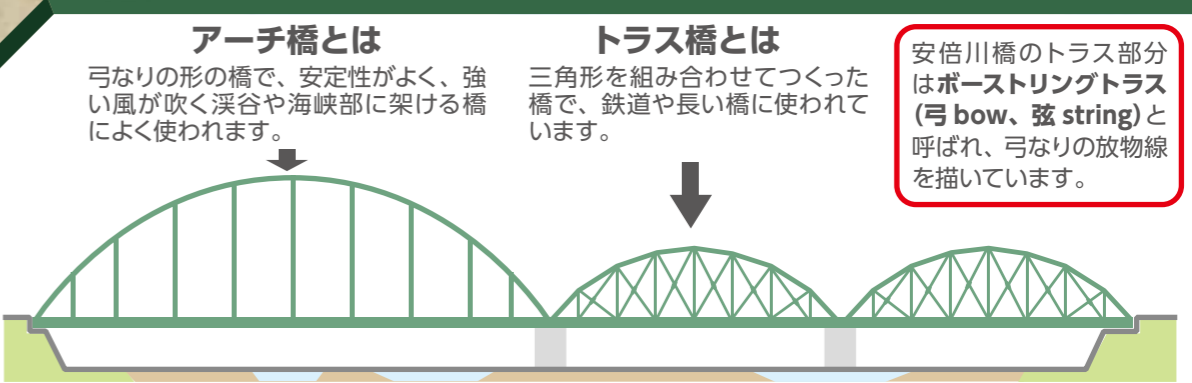 アーチ橋とは
弓なりの形の橋で、安定性がよく、強
い風が吹く渓谷や海峡部に架ける橋
によく使われます。
トラス橋とは
三角形を組み合わせてつくった
橋で、鉄道や長い橋に使われて
います。
安倍川橋のトラス部分
はボーストリングトラス
(弓 bow、弦 string)と
呼ばれ、弓なりの放物線
を描いています。